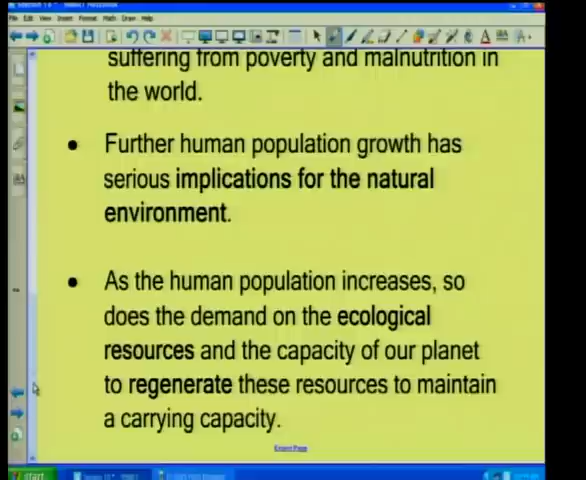 File Edit View Insert Format Math Draw Help
suffering from poverty and malnutrition in
the world.
• Further human population growth has
serious implications for the natural
environment.
• As the human population increases, so
does the demand on the ecological
resources and the capacity of our planet
to regenerate these resources to maintain
a carrying capacity.
start